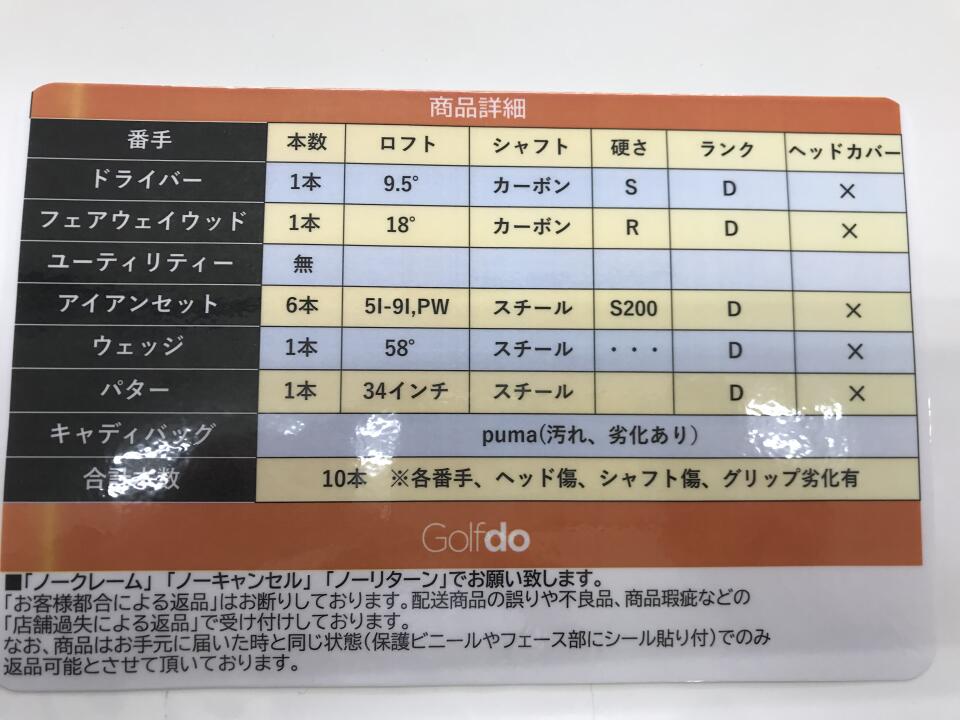 商品詳細
番手 本数 ロフト シャフト 硬さ ランク ヘッドカバー
ドライバー 1本 9.5° カーボン S D ×
フェアウェイウッド 1本 18° カーボン R D ×
ユーティリティー 無
アイアンセット 6本 5I-9I,PW スチール S200 D ×
ウェッジ 1本 58° スチール ・・・ D ×
パター 1本 34インチ スチール D ×
キャディバッグ puma(汚れ、劣化あり)
合計本数 10本 ※各番手、ヘッド傷、シャフト傷、グリップ劣化有
Golfdo
■「ノークレーム」「ノーキャンセル」「ノーリターン」でお願い致します。
「お客様都合による返品」はお断りしております。配送商品の誤りや不良品、商品瑕疵などの
「店舗過失による返品」で受け付けしております。
なお、商品はお手元に届いた時と同じ状態(保護ビニールやフェース部にシール貼り付)でのみ
返品可能とさせて頂いております。